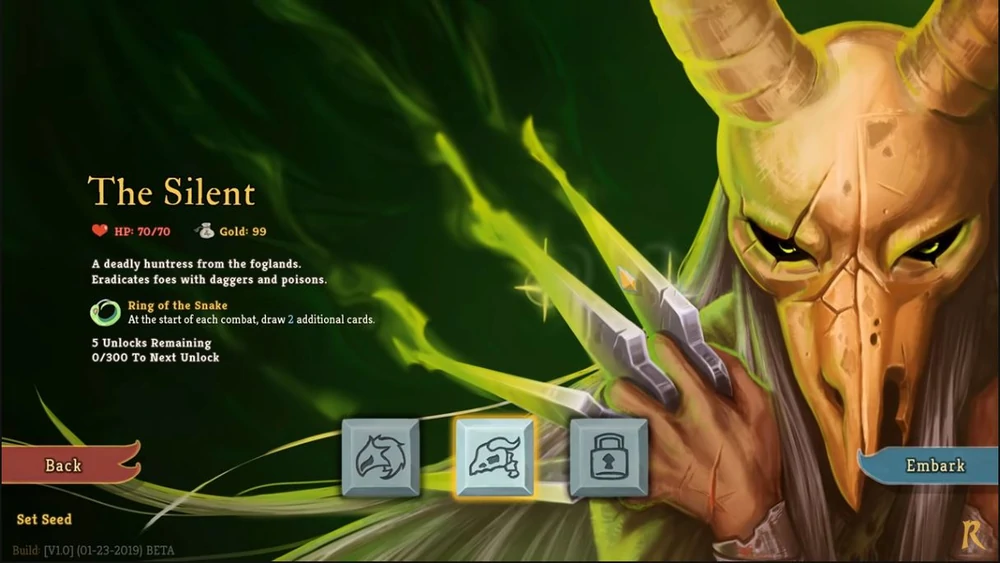 The Silent
HP: 70/70 Gold: 99
A deadly huntress from the foglands.
Eradicates foes with daggers and poisons.
Ring of the Snake
At the start of each combat, draw 2 additional cards.
5 Unlocks Remaining
0/300 To Next Unlock
Back
Embark
Set Seed
Build: [V1.0] (01-23-2019) BETA
R